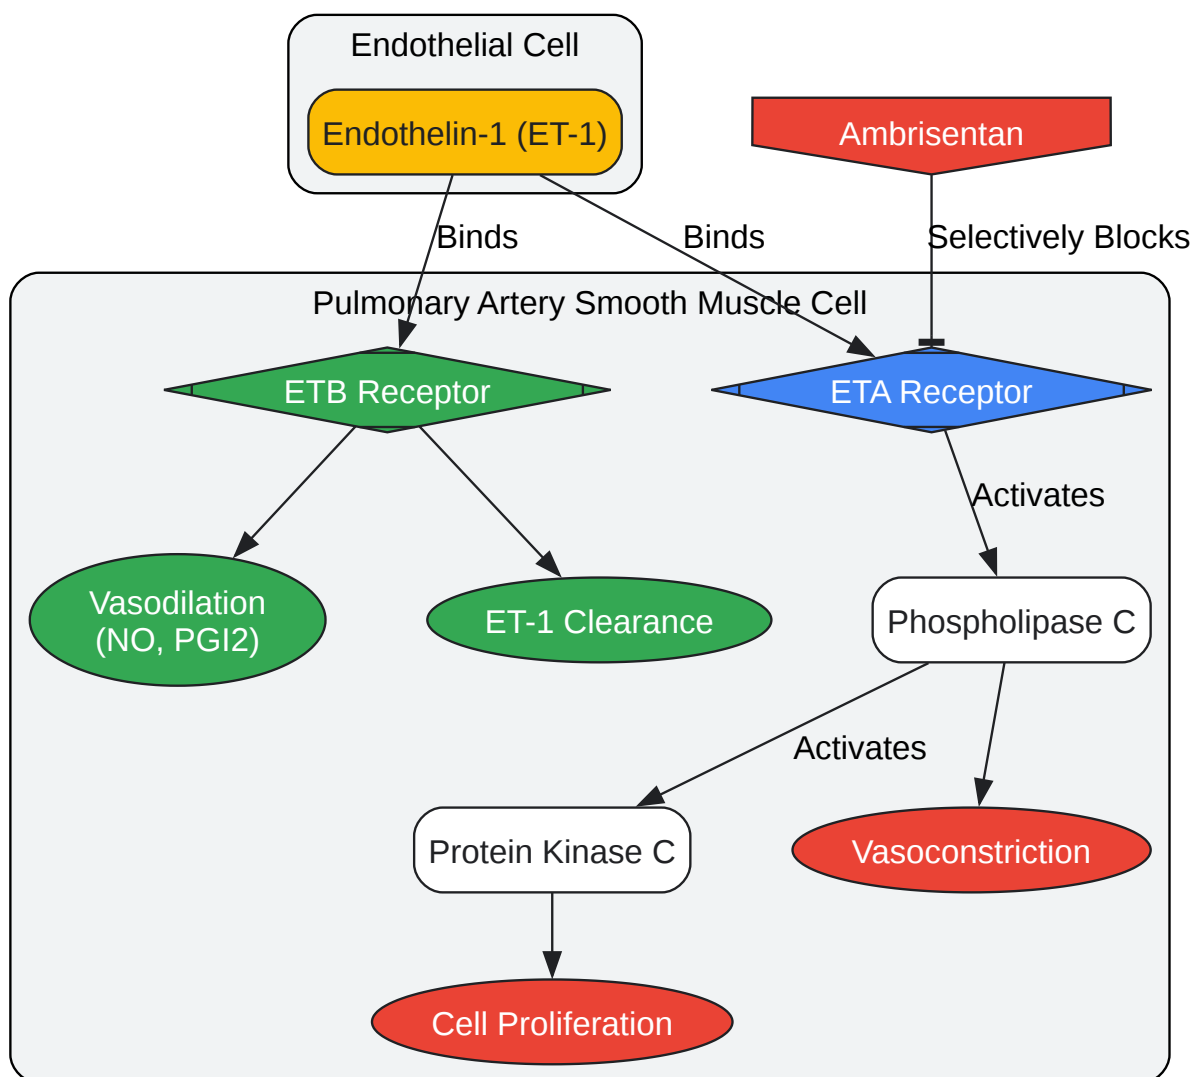 Endothelial Cell
Endothelin-1 (ET-1)
Ambrisentan
Binds
Binds
Selectively Blocks
Pulmonary Artery Smooth Muscle Cell
ETB Receptor
ETA Receptor
Activates
Vasodilation
(NO, PGI2)
ET-1 Clearance
Phospholipase C
Activates
Protein Kinase C
Vasoconstriction
Cell Proliferation